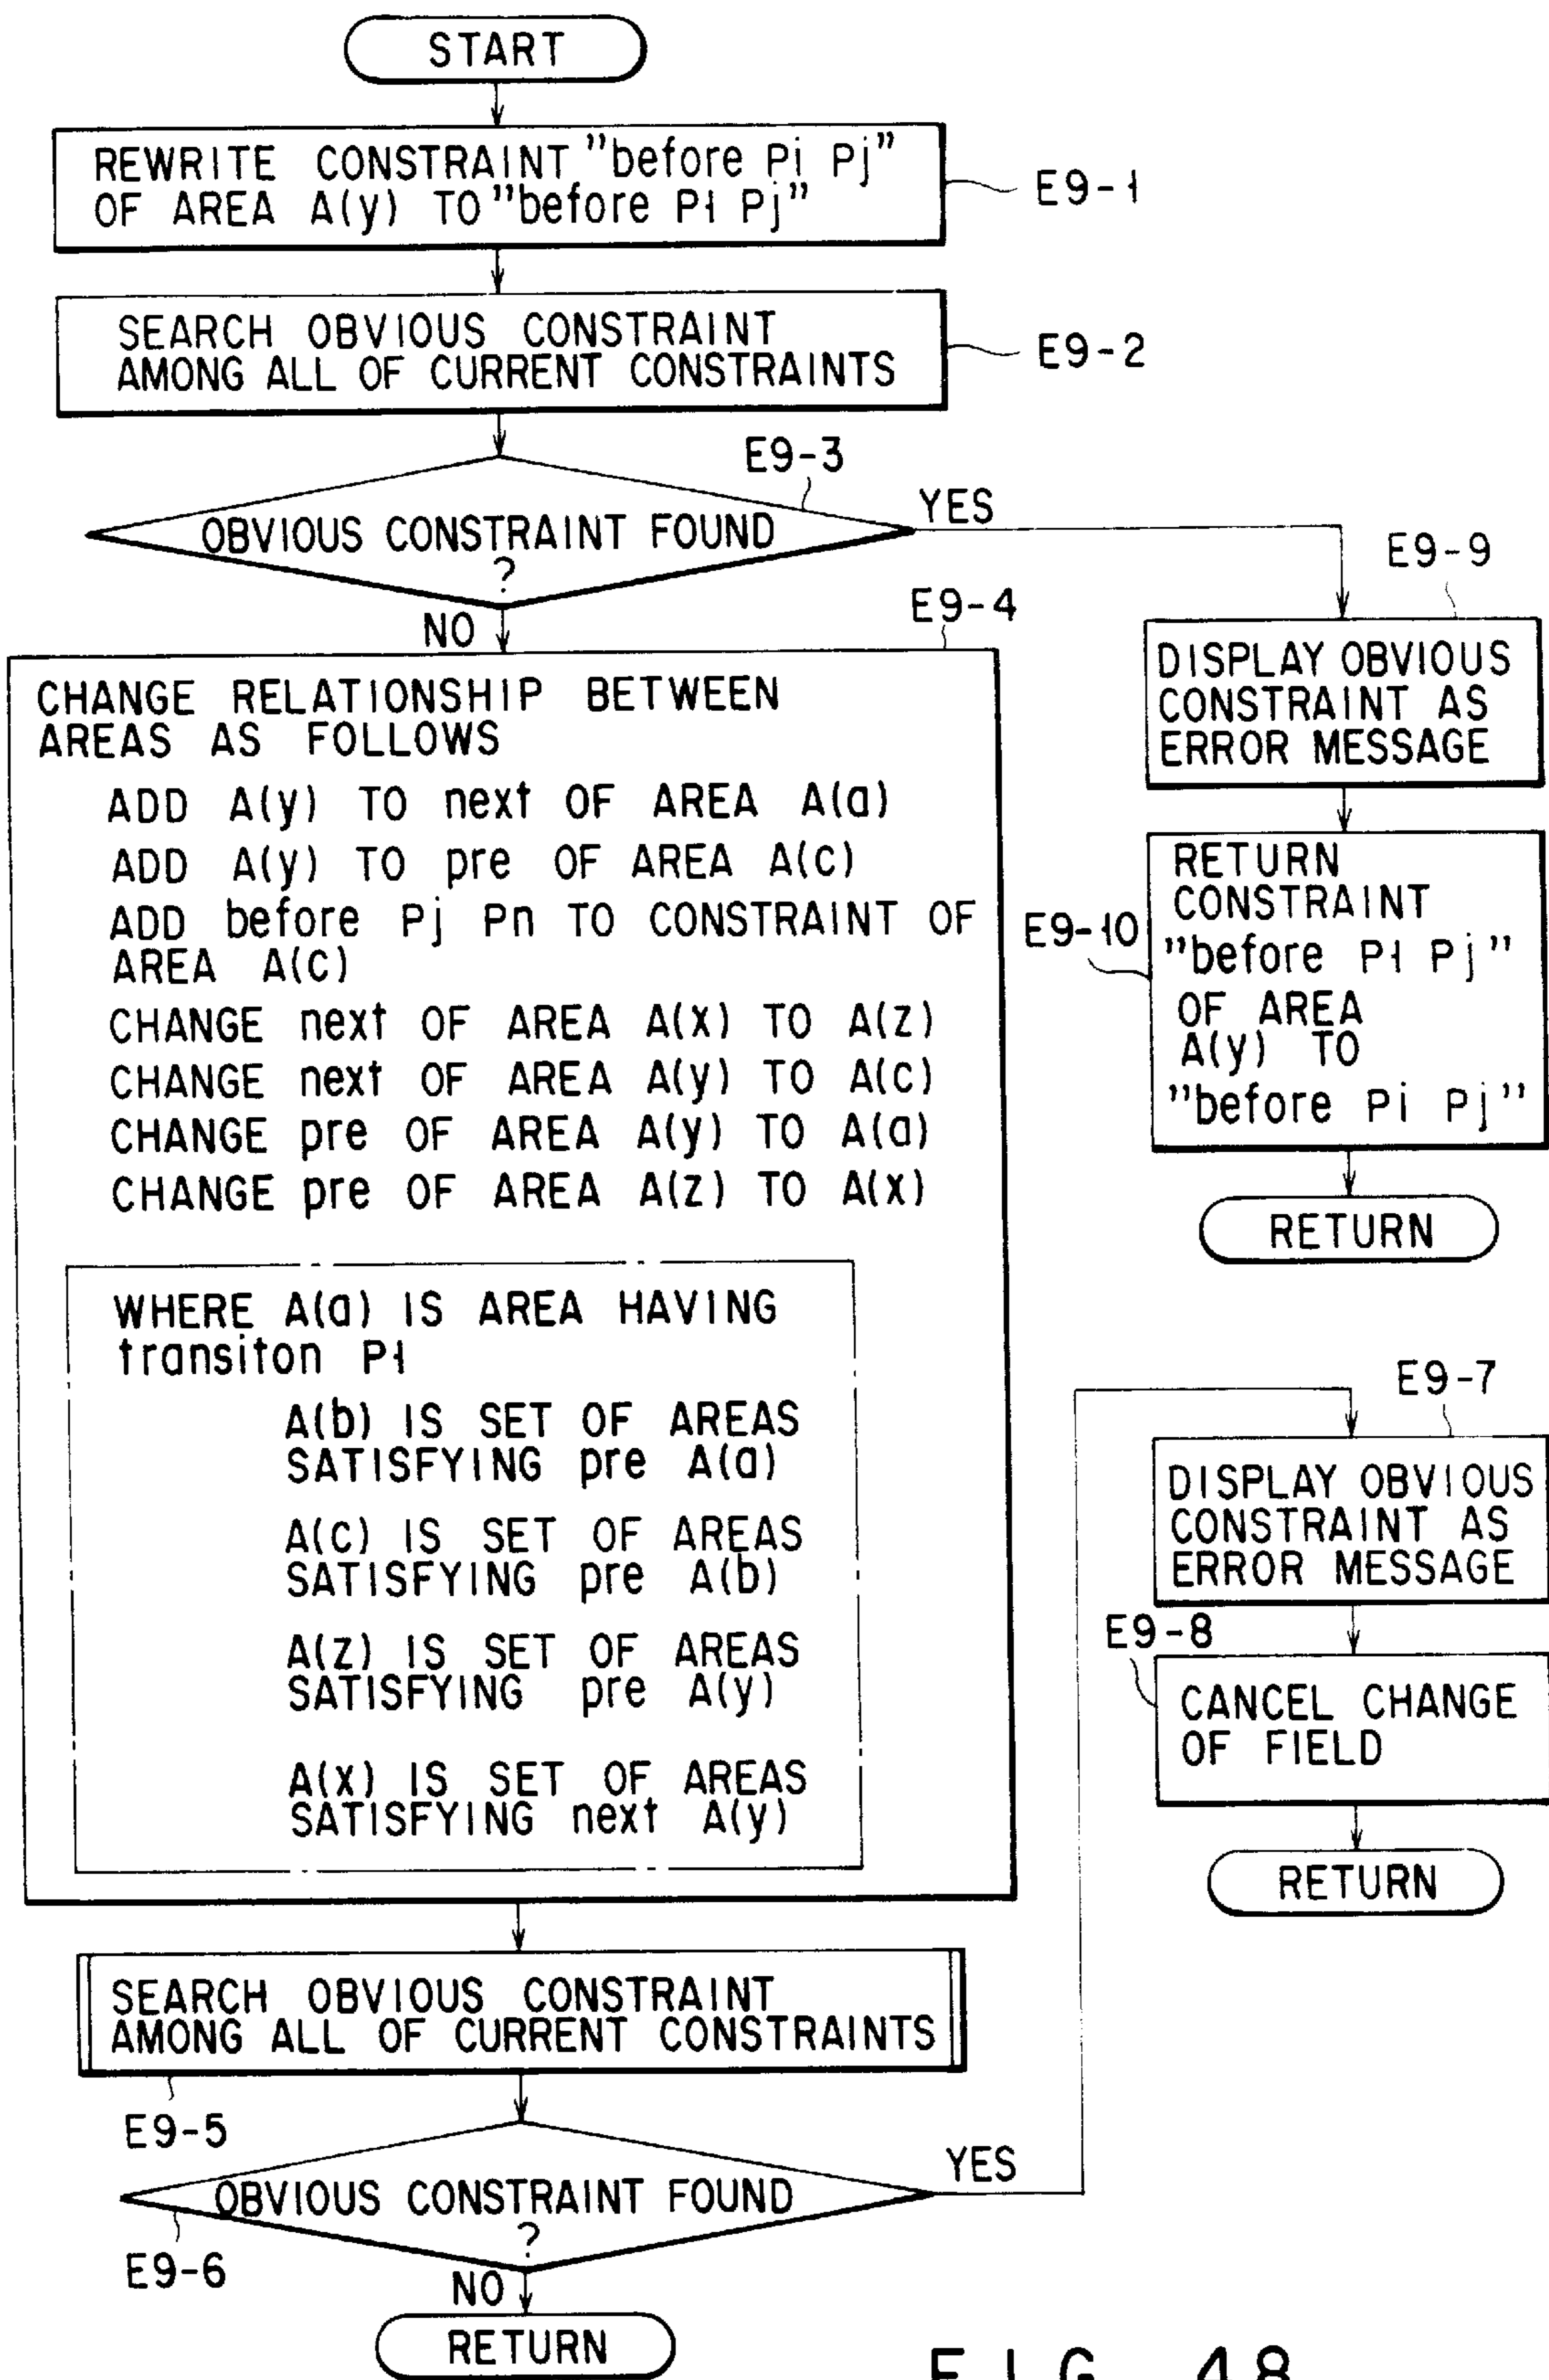 START
REWRITE CONSTRAINT "before Pi Pj"
OF AREA A(y) TO "before P1 Pj"
E9-1
SEARCH OBVIOUS CONSTRAINT
AMONG ALL OF CURRENT CONSTRAINTS
E9-2
E9-3
OBVIOUS CONSTRAINT FOUND
?
YES
NO
E9-4
CHANGE RELATIONSHIP BETWEEN
AREAS AS FOLLOWS
ADD A(y) TO next OF AREA A(a)
ADD A(y) TO pre OF AREA A(c)
ADD before Pj Pn TO CONSTRAINT OF
AREA A(c)
CHANGE next OF AREA A(x) TO A(z)
CHANGE next OF AREA A(y) TO A(c)
CHANGE pre OF AREA A(y) TO A(a)
CHANGE pre OF AREA A(z) TO A(x)
WHERE A(a) IS AREA HAVING
transiton P1
A(b) IS SET OF AREAS
SATISFYING pre A(a)
A(c) IS SET OF AREAS
SATISFYING pre A(b)
A(z) IS SET OF AREAS
SATISFYING pre A(y)
A(x) IS SET OF AREAS
SATISFYING next A(y)
SEARCH OBVIOUS CONSTRAINT
AMONG ALL OF CURRENT CONSTRAINTS
E9-5
OBVIOUS CONSTRAINT FOUND
?
E9-6
YES
NO
RETURN
E9-9
DISPLAY OBVIOUS
CONSTRAINT AS
ERROR MESSAGE
E9-10
RETURN
CONSTRAINT
"before P1 Pj"
OF AREA
A(y) TO
"before Pi Pj"
RETURN
E9-7
DISPLAY OBVIOUS
CONSTRAINT AS
ERROR MESSAGE
E9-8
CANCEL CHANGE
OF FIELD
RETURN
FIG. 48